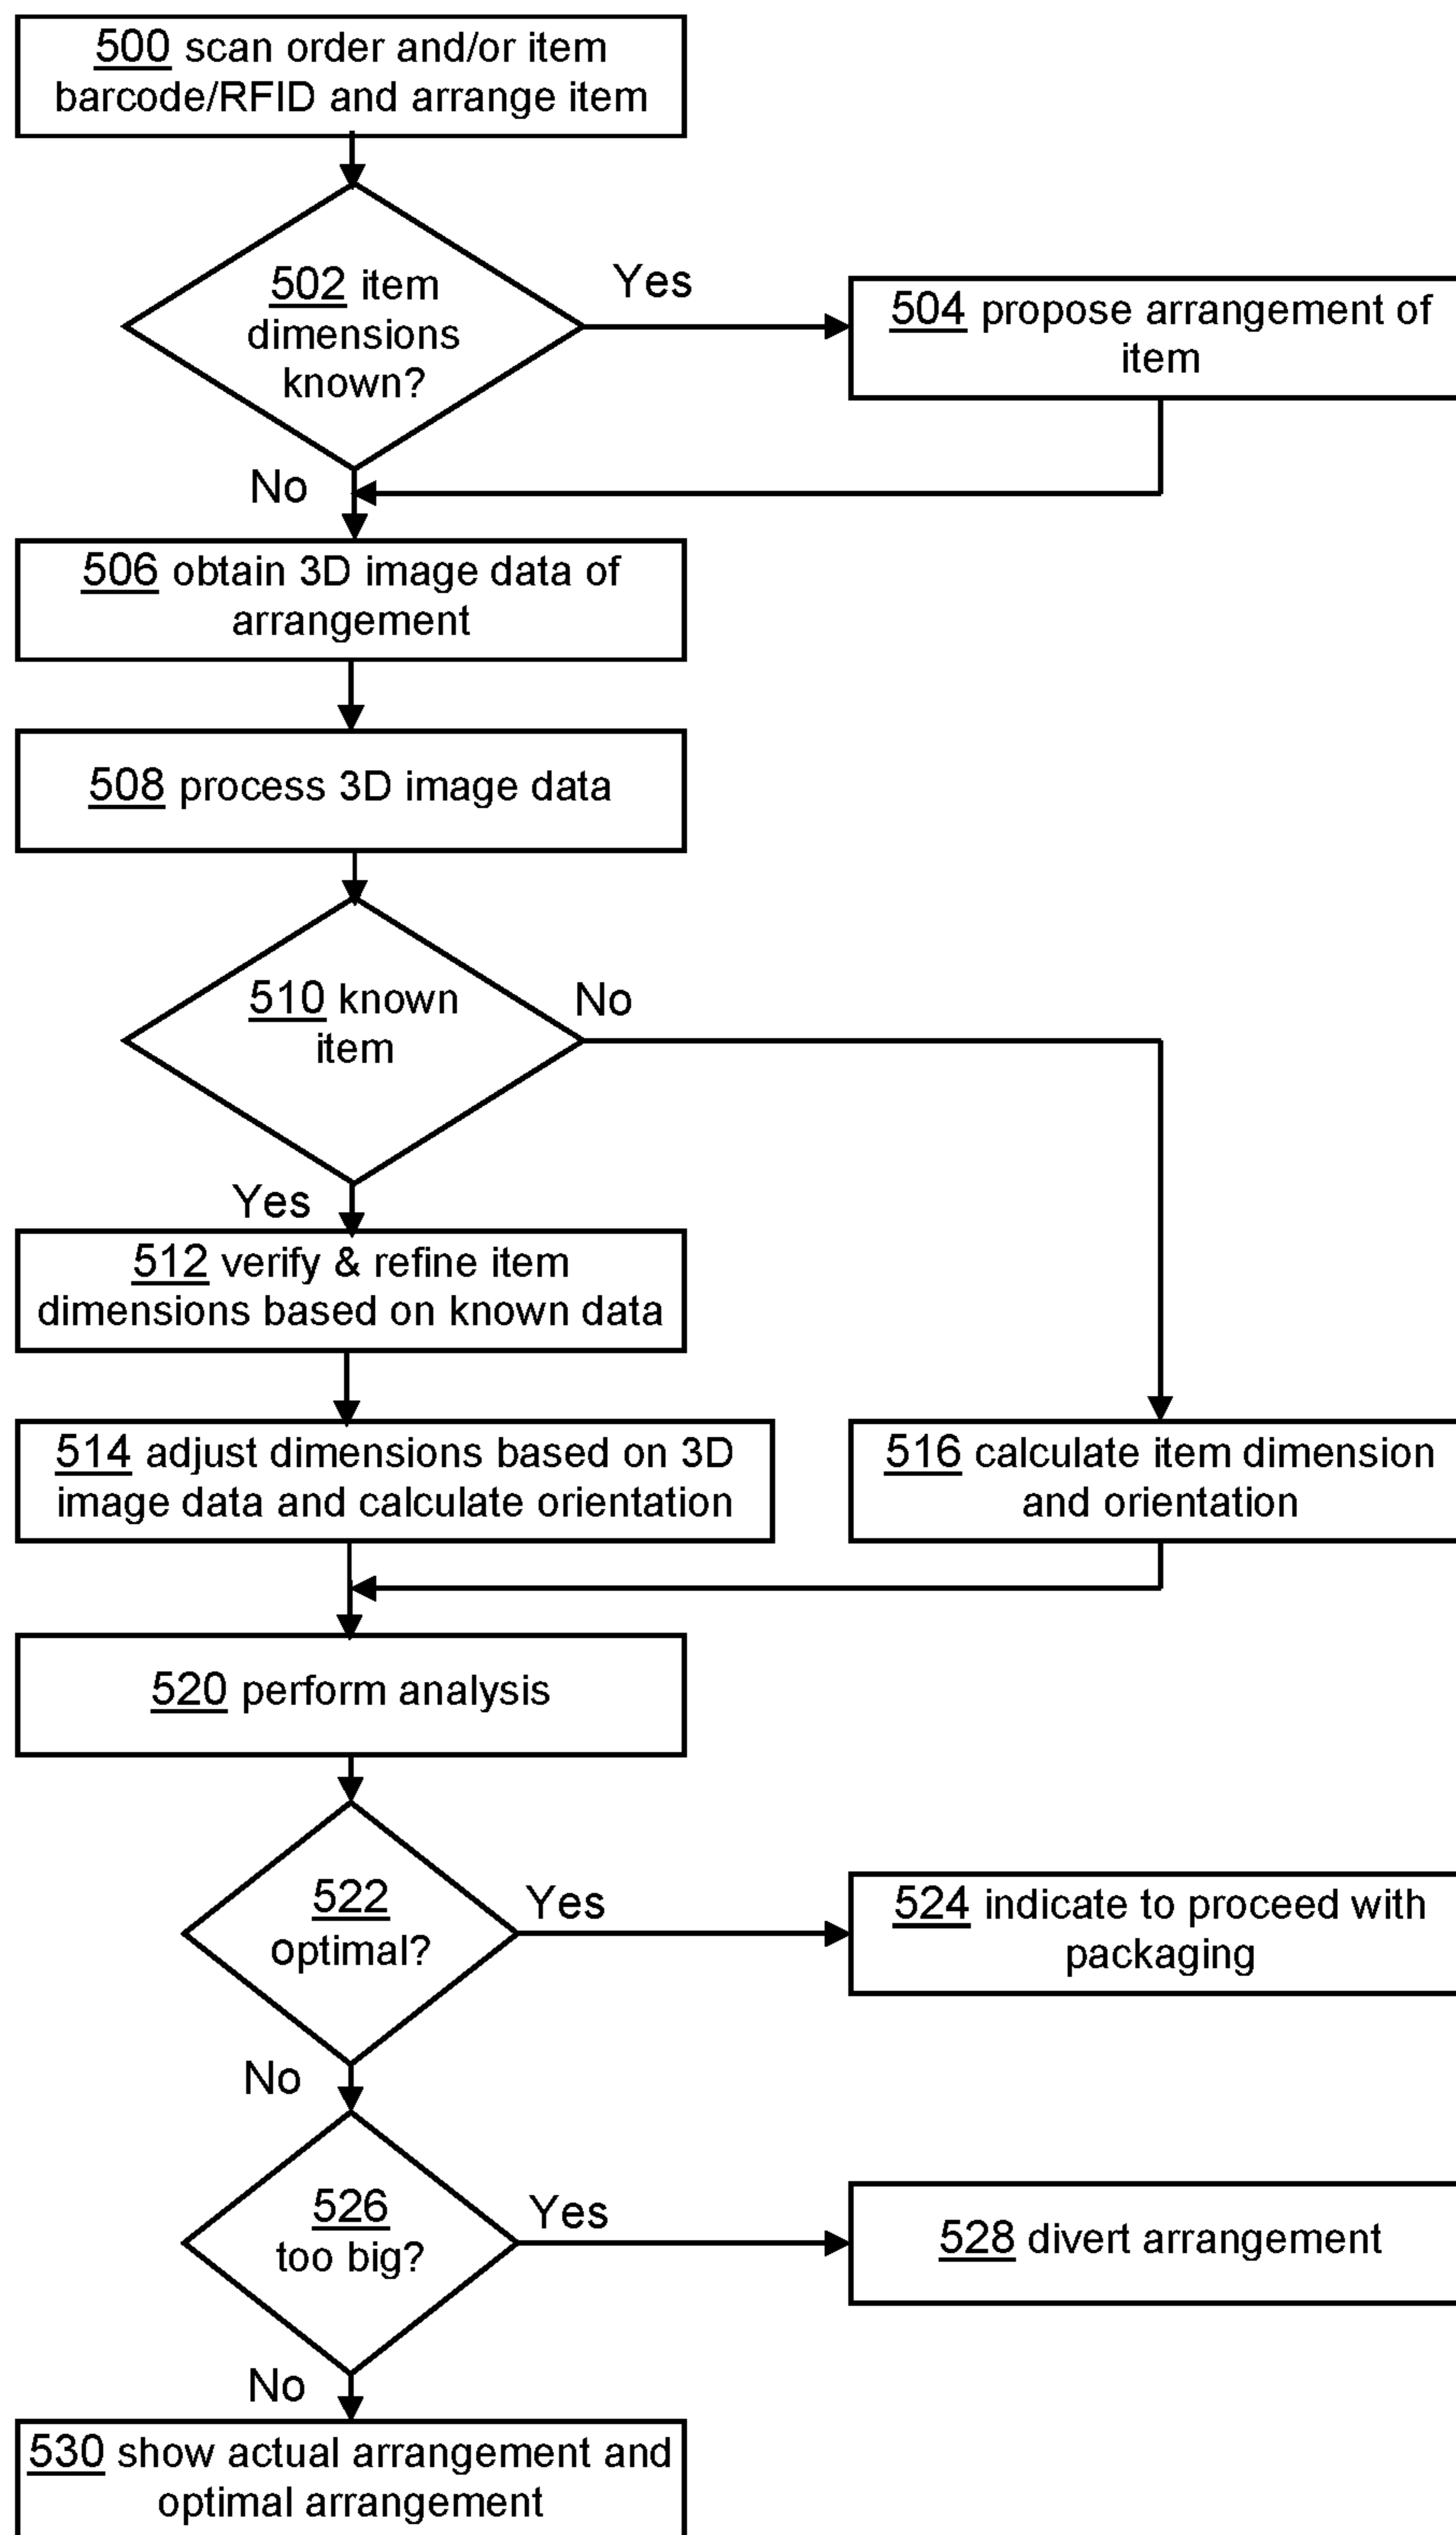 500 scan order and/or item
barcode/RFID and arrange item
502 item
dimensions
known?
Yes
504 propose arrangement of
item
No
506 obtain 3D image data of
arrangement
508 process 3D image data
510 known
item
No
Yes
512 verify & refine item
dimensions based on known data
514 adjust dimensions based on 3D
image data and calculate orientation
516 calculate item dimension
and orientation
520 perform analysis
522
optimal?
Yes
524 indicate to proceed with
packaging
No
526
too big?
Yes
528 divert arrangement
No
530 show actual arrangement and
optimal arrangement